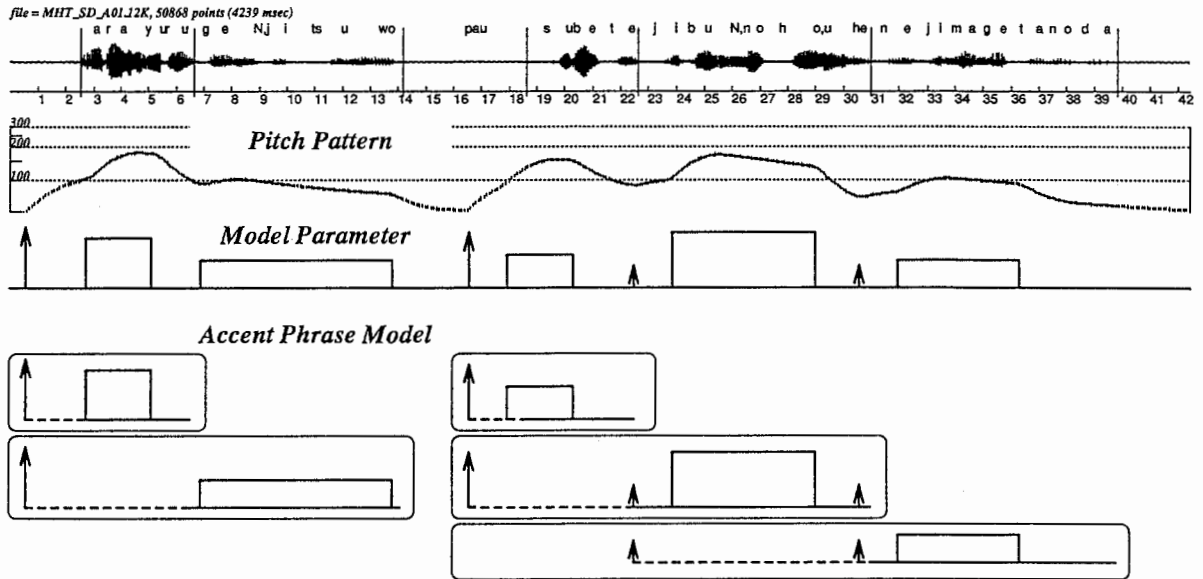 file = MHT_SD_A01.12K, 50868 points (4239 msec)
a r a y u r u g e N,j i ts u wo pau s u b e t e j i b u N,n o h o,u he n e j i m a g e t a n o d a
1 2 3 4 5 6 7 8 9 10 11 12 13 14 15 16 17 18 19 20 21 22 23 24 25 26 27 28 29 30 31 32 33 34 35 36 37 38 39 40 41 42
300
200
100
Pitch Pattern
Model Parameter
Accent Phrase Model